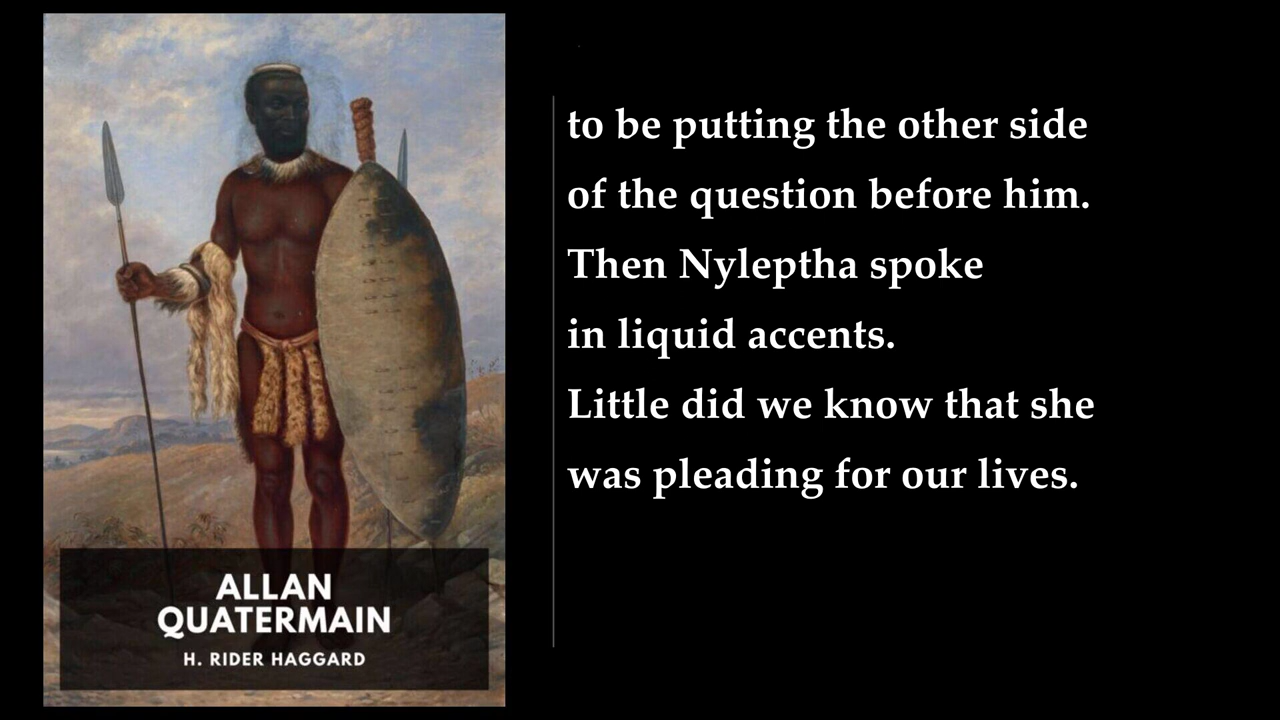 ALLAN
QUATERMAIN
H. RIDER HAGGARD
to be putting the other side
of the question before him.
Then Nyleptha spoke
in liquid accents.
Little did we know that she
was pleading for our lives.